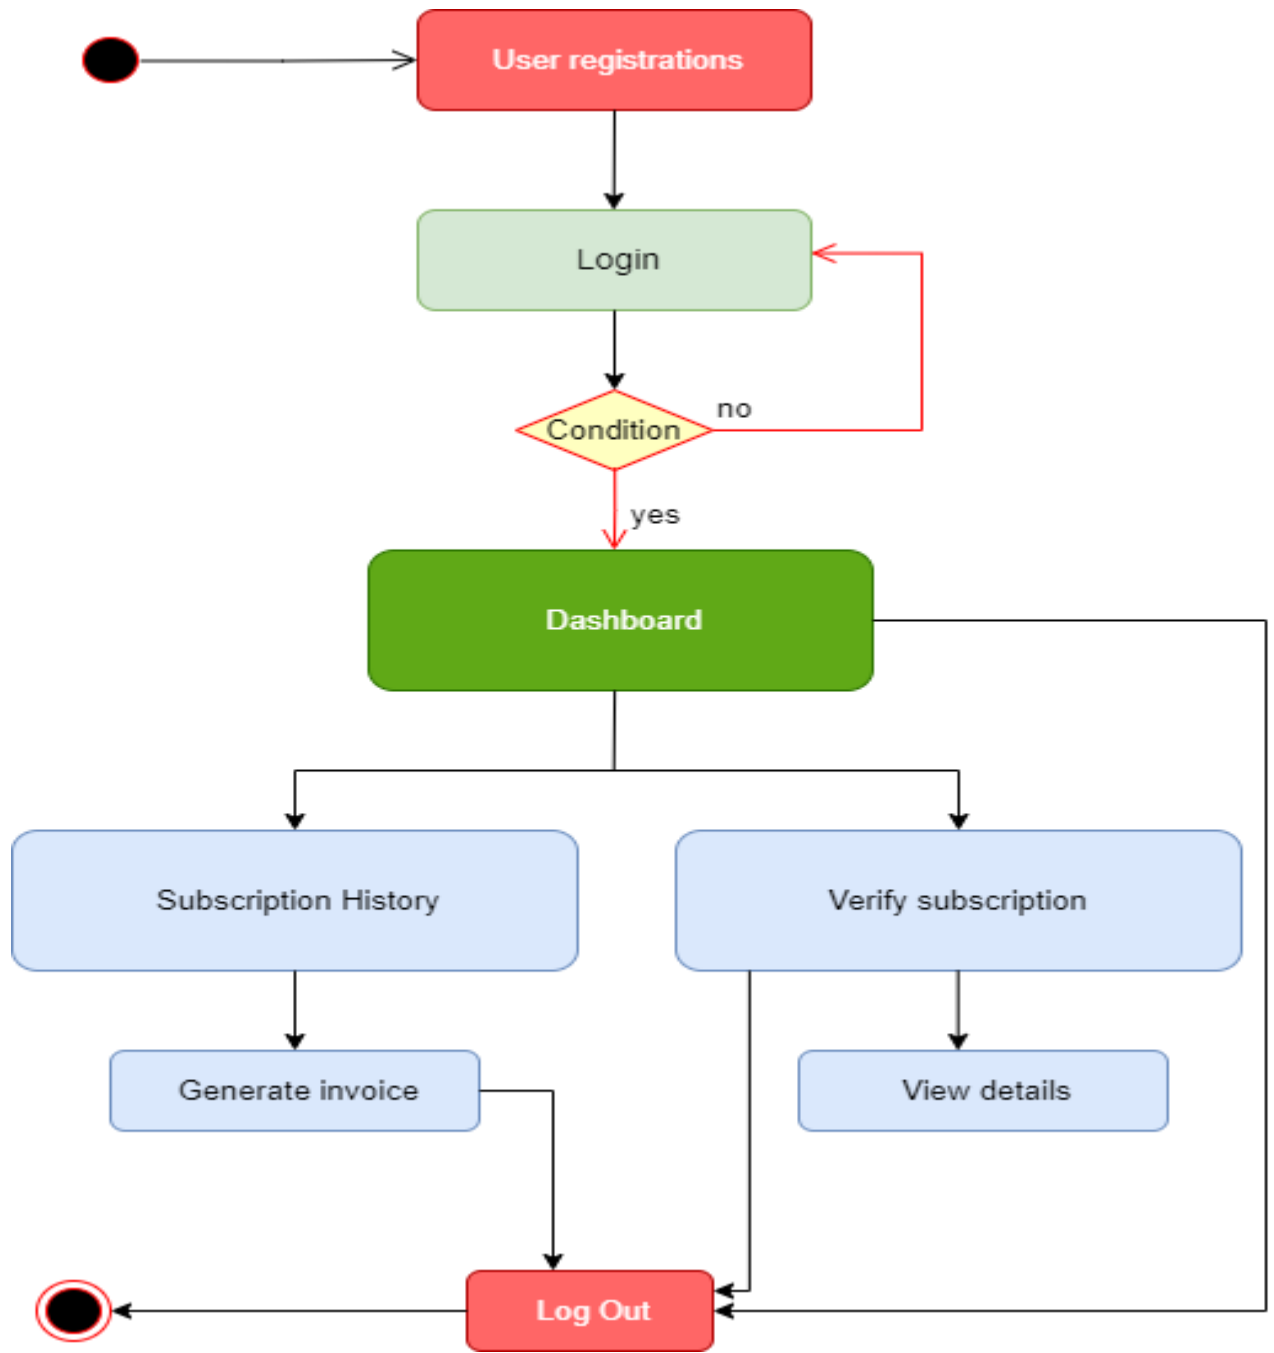 User registrations
Login
Condition
no
yes
Dashboard
Subscription History
Verify subscription
Generate invoice
View details
Log Out